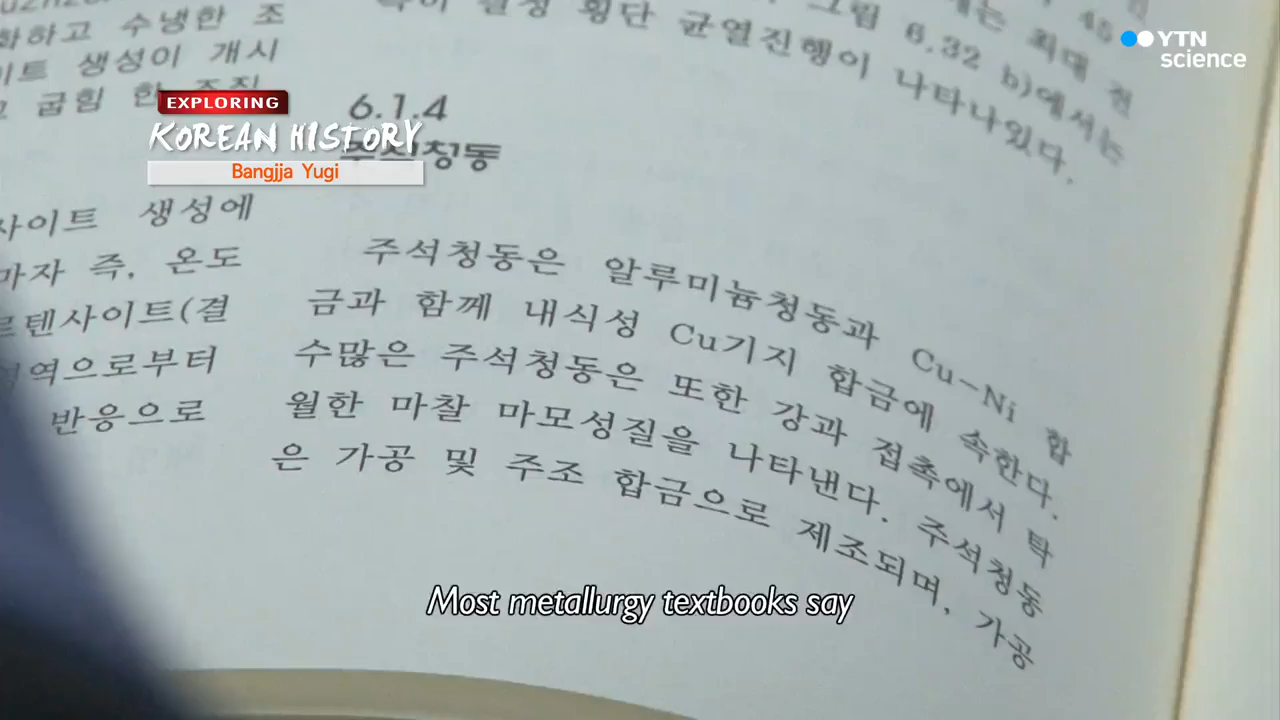 화하고 수냉한 조
이트 생성이 개시
고 굽힘 한
그림 6.32 b)에서는
균열진행이 나타나있다.
YTN
science
EXPLORING
KOREAN HISTORY
Bangjja Yugi
6.1.4
주석청동
사이트 생성에
마자 즉, 온도
르텐사이트(결
영역으로부터
반응으로
주석청동은 알루미늄청동과 Cu-Ni 합
금과 함께 내식성 Cu기지 합금에 속한다.
수많은 주석청동은 또한 강과 접촉에서 탁
월한 마찰 마모성질을 나타낸다. 주석청동
은 가공 및 주조 합금으로 제조되며, 가공
Most metallurgy textbooks say